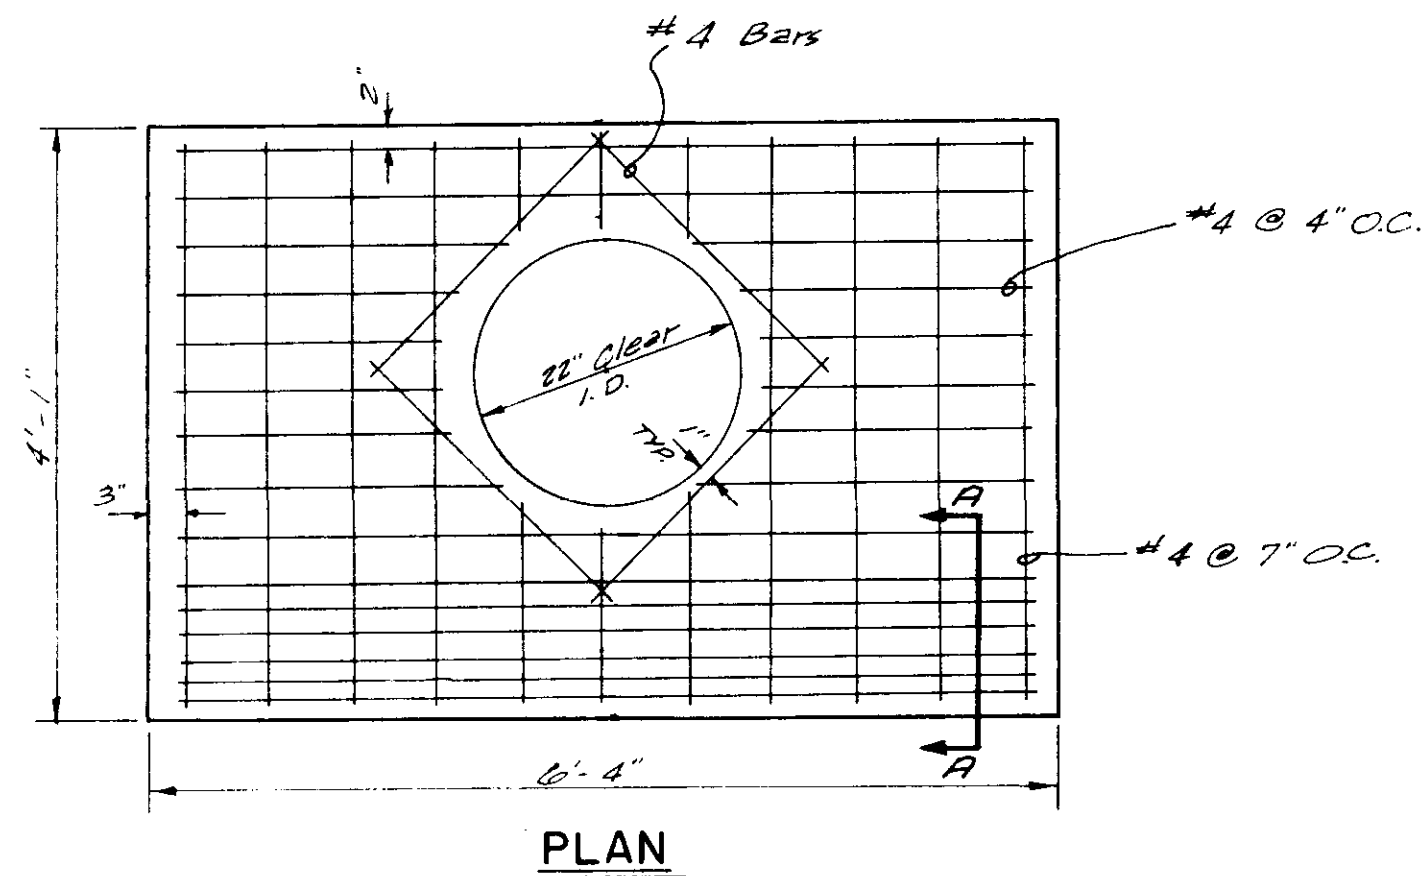 #4 Bars
2"
#4 @ 4" O.C.
22" Clear
I.D.
4'-1"
1"
Typ.
3"
A
#4 @ 7" O.C.
A
6'-4"
PLAN